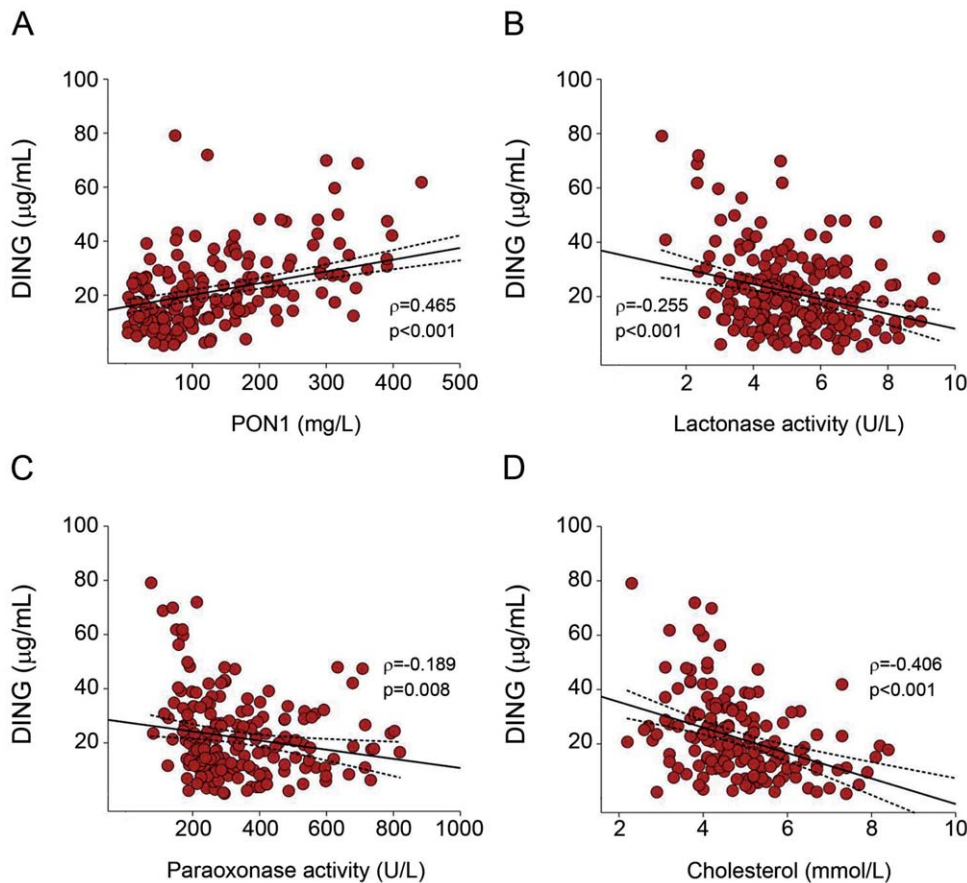 A
B
100
80
60
40
20
DING (μg/mL)
ρ=0.465
p<0.001
100 200 300 400 500
PON1 (mg/L)
100
80
60
40
20
DING (μg/mL)
ρ=-0.255
p<0.001
2 4 6 8 10
Lactonase activity (U/L)
C
D
100
80
60
40
20
DING (μg/mL)
ρ=-0.189
p=0.008
200 400 600 800 1000
Paraoxonase activity (U/L)
100
80
60
40
20
DING (μg/mL)
ρ=-0.406
p<0.001
2 4 6 8 10
Cholesterol (mmol/L)